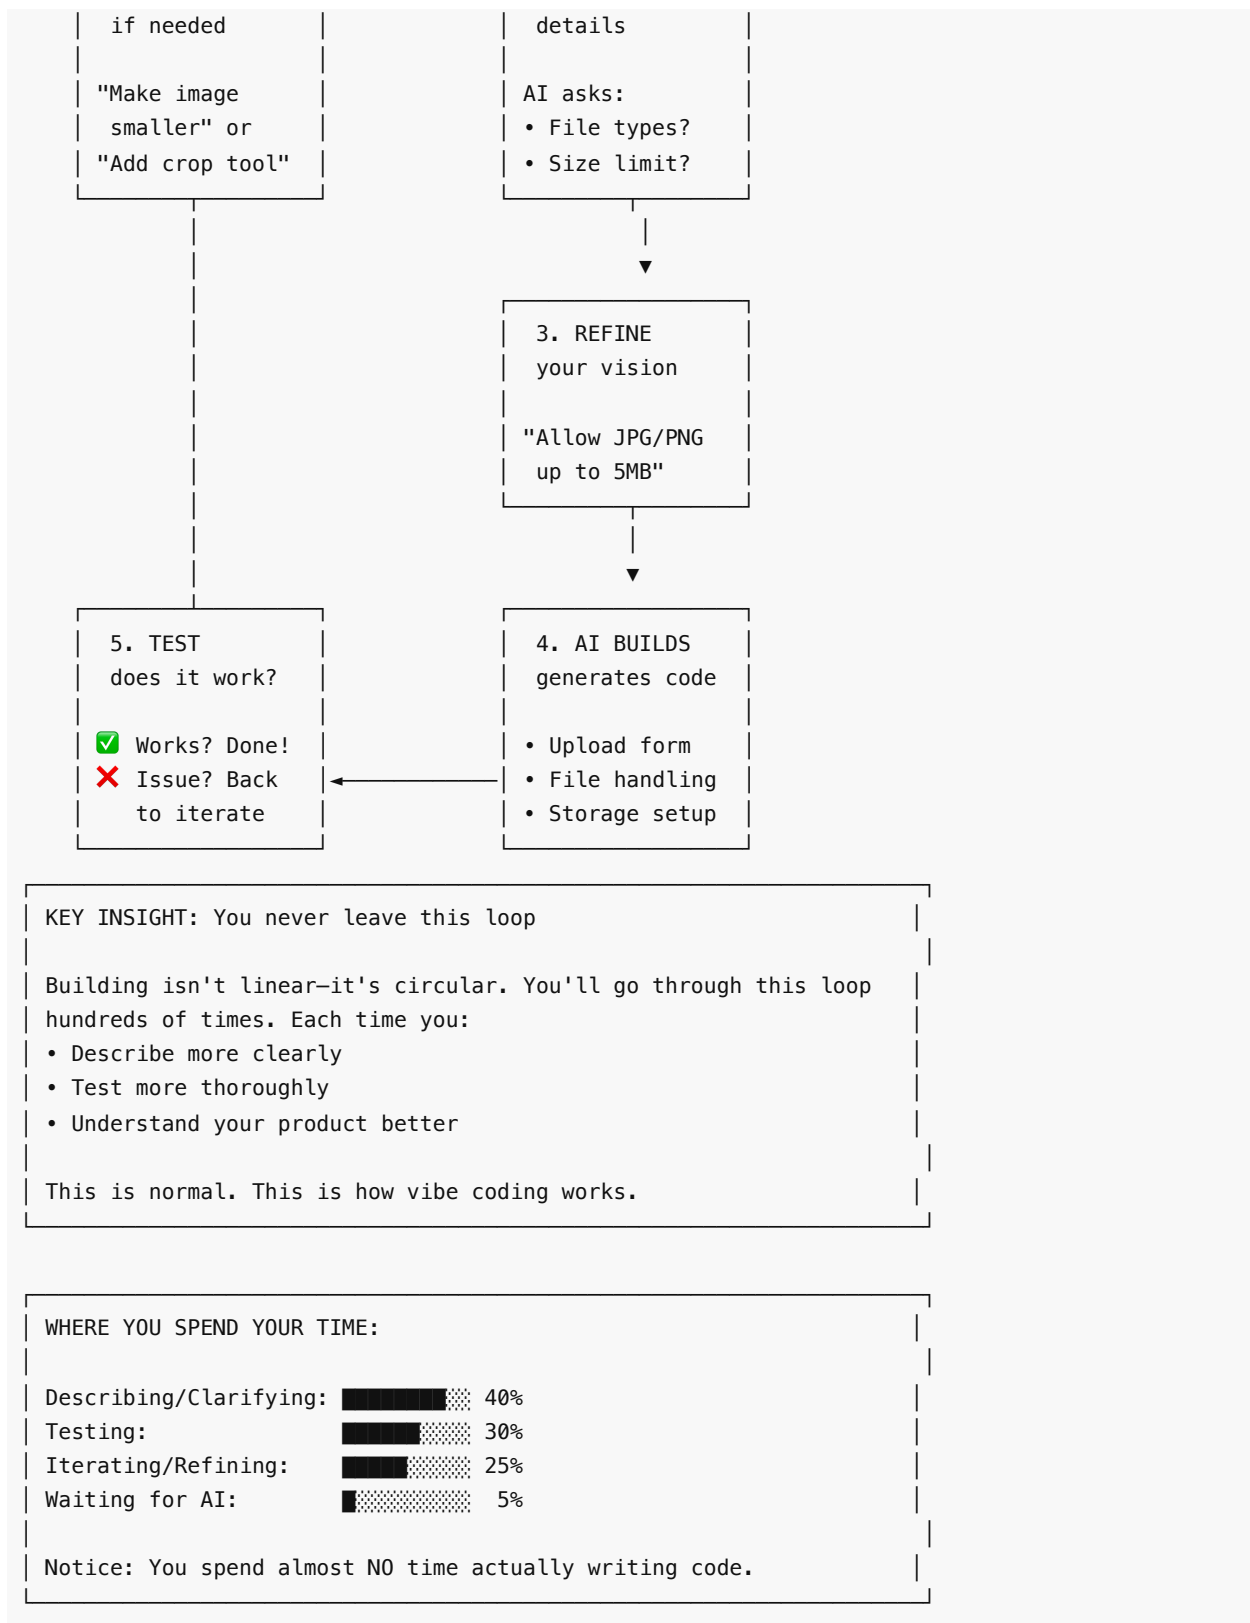 if needed
"Make image
smaller" or
"Add crop tool"
details
AI asks:
• File types?
• Size limit?
3. REFINE
your vision
"Allow JPG/PNG
up to 5MB"
5. TEST
does it work?
✅ Works? Done!
❌ Issue? Back
to iterate
4. AI BUILDS
generates code
• Upload form
• File handling
• Storage setup
KEY INSIGHT: You never leave this loop
Building isn't linear—it's circular. You'll go through this loop
hundreds of times. Each time you:
• Describe more clearly
• Test more thoroughly
• Understand your product better
This is normal. This is how vibe coding works.
WHERE YOU SPEND YOUR TIME:
Describing/Clarifying: ████████░░ 40%
Testing: ██████░░░░ 30%
Iterating/Refining: █████░░░░░ 25%
Waiting for AI: █░░░░░░░░░ 5%
Notice: You spend almost NO time actually writing code.